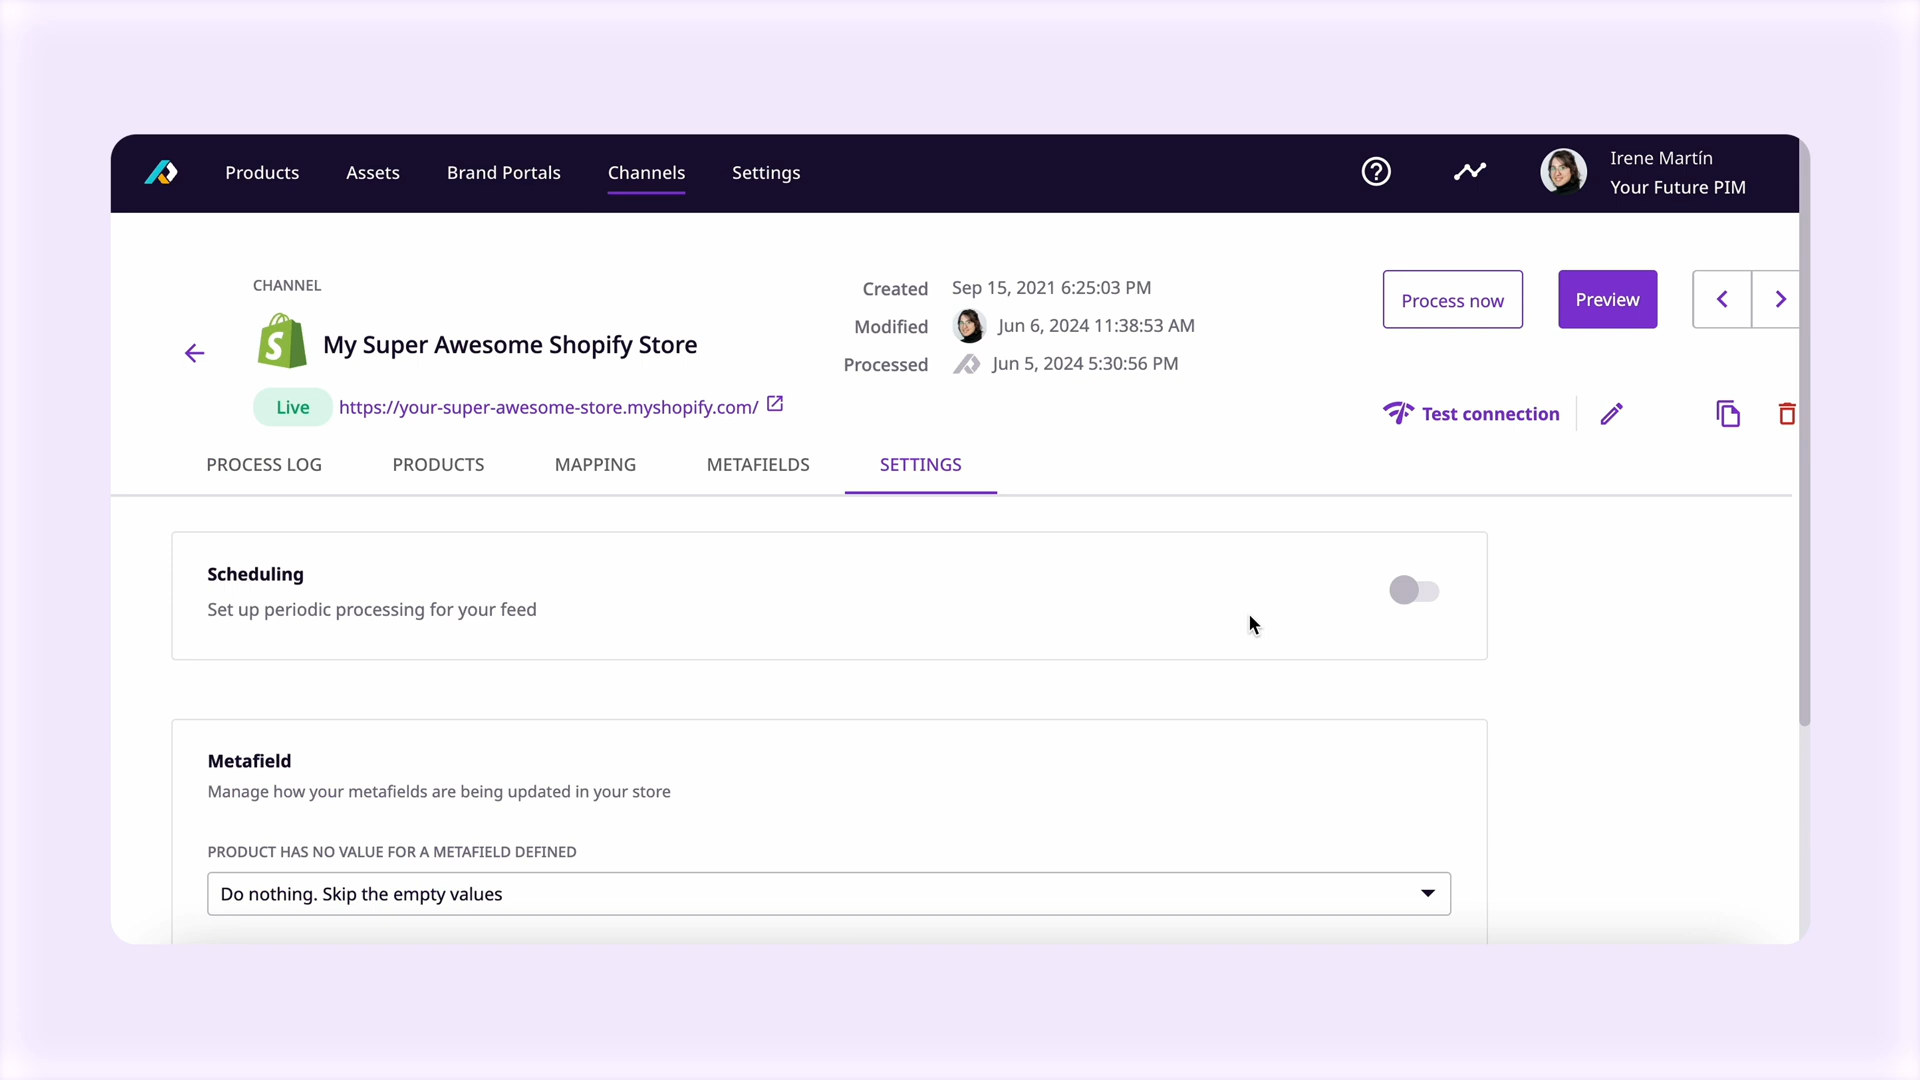 Products
Assets
Brand Portals
Channels
Settings
Irene Martín
Your Future PIM
CHANNEL
My Super Awesome Shopify Store
Live
https://your-super-awesome-store.myshopify.com/
Created Sep 15, 2021 6:25:03 PM
Modified Jun 6, 2024 11:38:53 AM
Processed Jun 5, 2024 5:30:56 PM
Process now
Preview
Test connection
PROCESS LOG
PRODUCTS
MAPPING
METAFIELDS
SETTINGS
Scheduling
Set up periodic processing for your feed
Metafield
Manage how your metafields are being updated in your store
PRODUCT HAS NO VALUE FOR A METAFIELD DEFINED
Do nothing. Skip the empty values